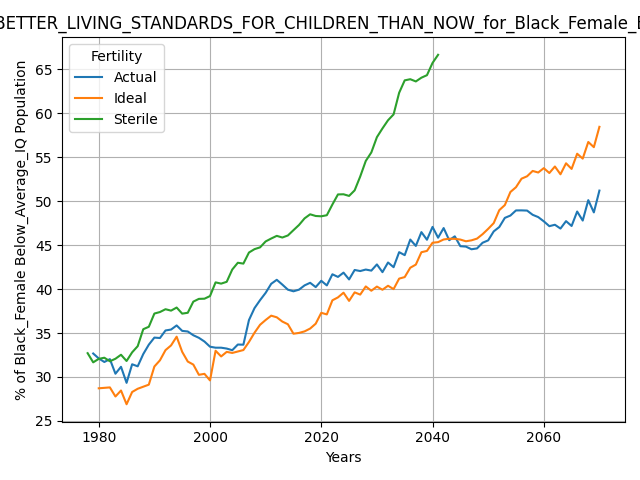 BETTER_LIVING_STANDARDS_FOR_CHILDREN_THAN_NOW_for_Black_Female_B
Fertility
Actual
Ideal
Sterile
% of Black_Female Below_Average_IQ Population
65
60
55
50
45
40
35
30
25
1980
2000
2020
2040
2060
Years